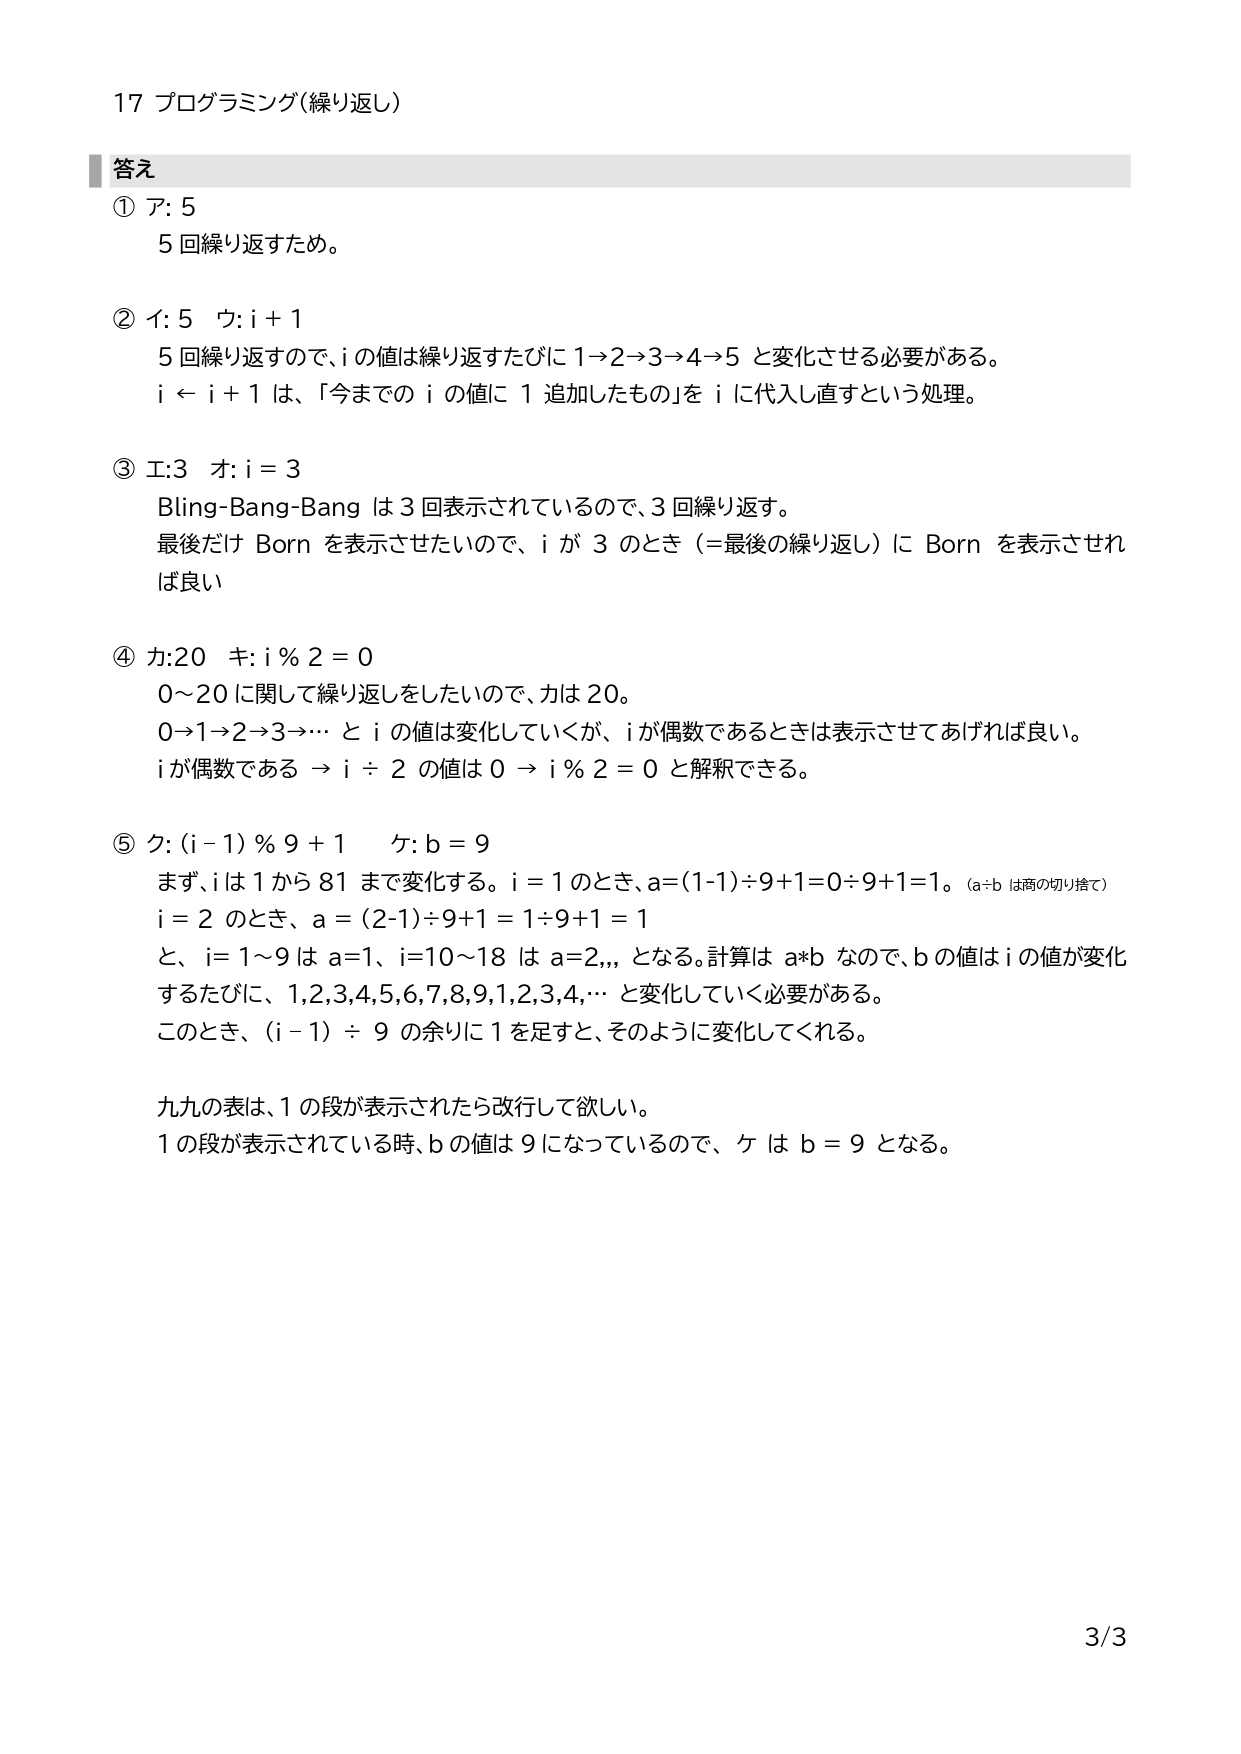 17 プログラミング（繰り返し）
答え
① ア: 5
5 回繰り返すため。
② イ: 5　ウ: i + 1
5 回繰り返すので、i の値は繰り返すたびに 1→2→3→4→5 と変化させる必要がある。
i ← i + 1 は、「今までの i の値に 1 追加したもの」を i に代入し直すという処理。
③ エ:3　オ: i = 3
Bling-Bang-Bang は 3 回表示されているので、3 回繰り返す。
最後だけ Born を表示させたいので、i が 3 のとき（=最後の繰り返し）に Born を表示させれ
ば良い
④ カ:20　キ: i % 2 = 0
0～20 に関して繰り返しをしたいので、カは 20。
0→1→2→3→… と i の値は変化していくが、i が偶数であるときは表示させてあげれば良い。
i が偶数である → i ÷ 2 の値は 0 → i % 2 = 0 と解釈できる。
⑤ ク: (i – 1) % 9 + 1　　ケ: b = 9
まず、i は 1 から 81 まで変化する。i = 1 のとき、a=(1-1)÷9+1=0÷9+1=1。（a÷b は商の切り捨て）
i = 2 のとき、a = (2-1)÷9+1 = 1÷9+1 = 1
と、i= 1～9 は a=1、i=10～18 は a=2,,, となる。計算は a*b なので、b の値は i の値が変化
するたびに、1,2,3,4,5,6,7,8,9,1,2,3,4,… と変化していく必要がある。
このとき、(i – 1) ÷ 9 の余りに 1 を足すと、そのように変化してくれる。
九九の表は、1 の段が表示されたら改行して欲しい。
1 の段が表示されている時、b の値は 9 になっているので、ケ は b = 9 となる。
3/3